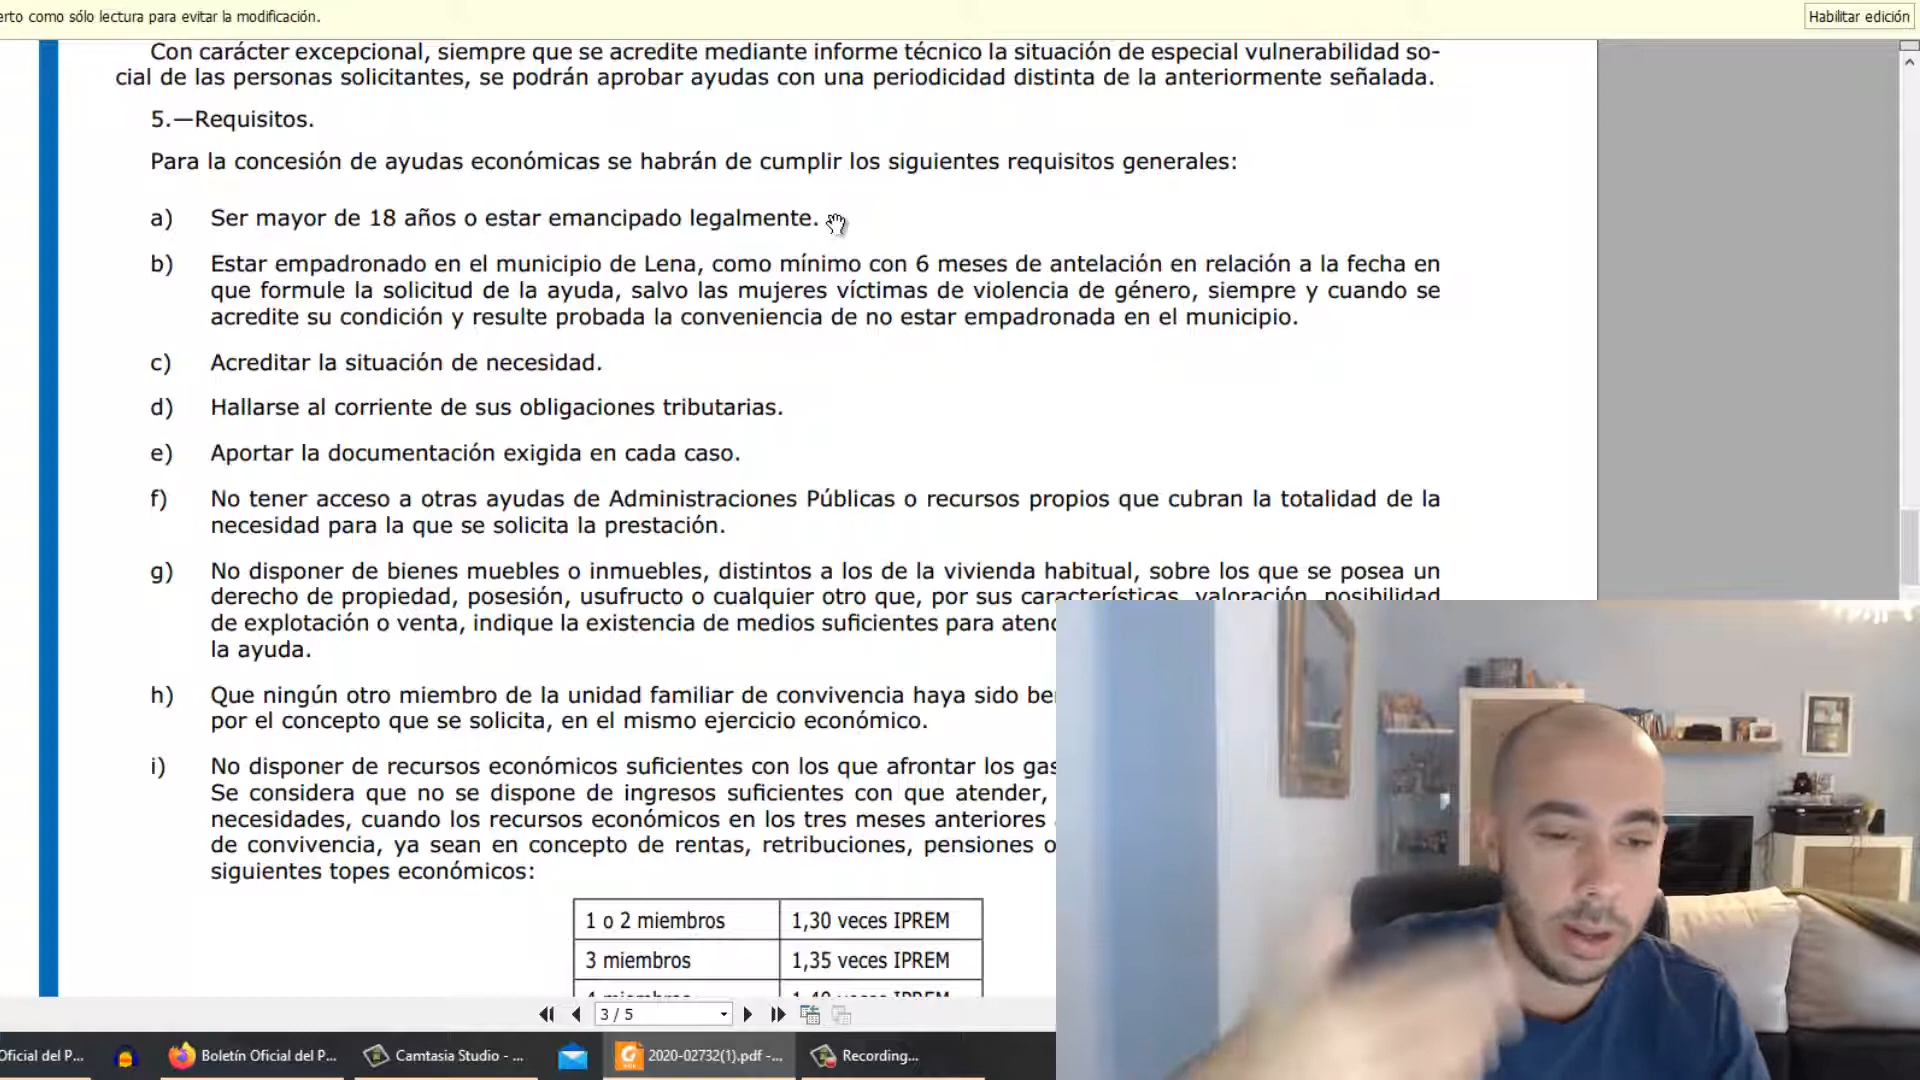 erto como sólo lectura para evitar la modificación.
Habilitar edición
Con carácter excepcional, siempre que se acredite mediante informe técnico la situación de especial vulnerabilidad so-
cial de las personas solicitantes, se podrán aprobar ayudas con una periodicidad distinta de la anteriormente señalada.
5.—Requisitos.
Para la concesión de ayudas económicas se habrán de cumplir los siguientes requisitos generales:
a) Ser mayor de 18 años o estar emancipado legalmente.
b) Estar empadronado en el municipio de Lena, como mínimo con 6 meses de antelación en relación a la fecha en
que formule la solicitud de la ayuda, salvo las mujeres víctimas de violencia de género, siempre y cuando se
acredite su condición y resulte probada la conveniencia de no estar empadronada en el municipio.
c) Acreditar la situación de necesidad.
d) Hallarse al corriente de sus obligaciones tributarias.
e) Aportar la documentación exigida en cada caso.
f) No tener acceso a otras ayudas de Administraciones Públicas o recursos propios que cubran la totalidad de la
necesidad para la que se solicita la prestación.
g) No disponer de bienes muebles o inmuebles, distintos a los de la vivienda habitual, sobre los que se posea un
derecho de propiedad, posesión, usufructo o cualquier otro que, por sus características, valoración, posibilidad
de explotación o venta, indique la existencia de medios suficientes para atenc
la ayuda.
h) Que ningún otro miembro de la unidad familiar de convivencia haya sido ber
por el concepto que se solicita, en el mismo ejercicio económico.
i) No disponer de recursos económicos suficientes con los que afrontar los gas
Se considera que no se dispone de ingresos suficientes con que atender,
necesidades, cuando los recursos económicos en los tres meses anteriores
de convivencia, ya sean en concepto de rentas, retribuciones, pensiones o
siguientes topes económicos:
1 o 2 miembros 1,30 veces IPREM
3 miembros 1,35 veces IPREM
4 miembros 1,40 veces IPREM
3 / 5
Oficial del P...
Boletín Oficial del P...
Camtasia Studio - ...
2020-02732(1).pdf -...
Recording...